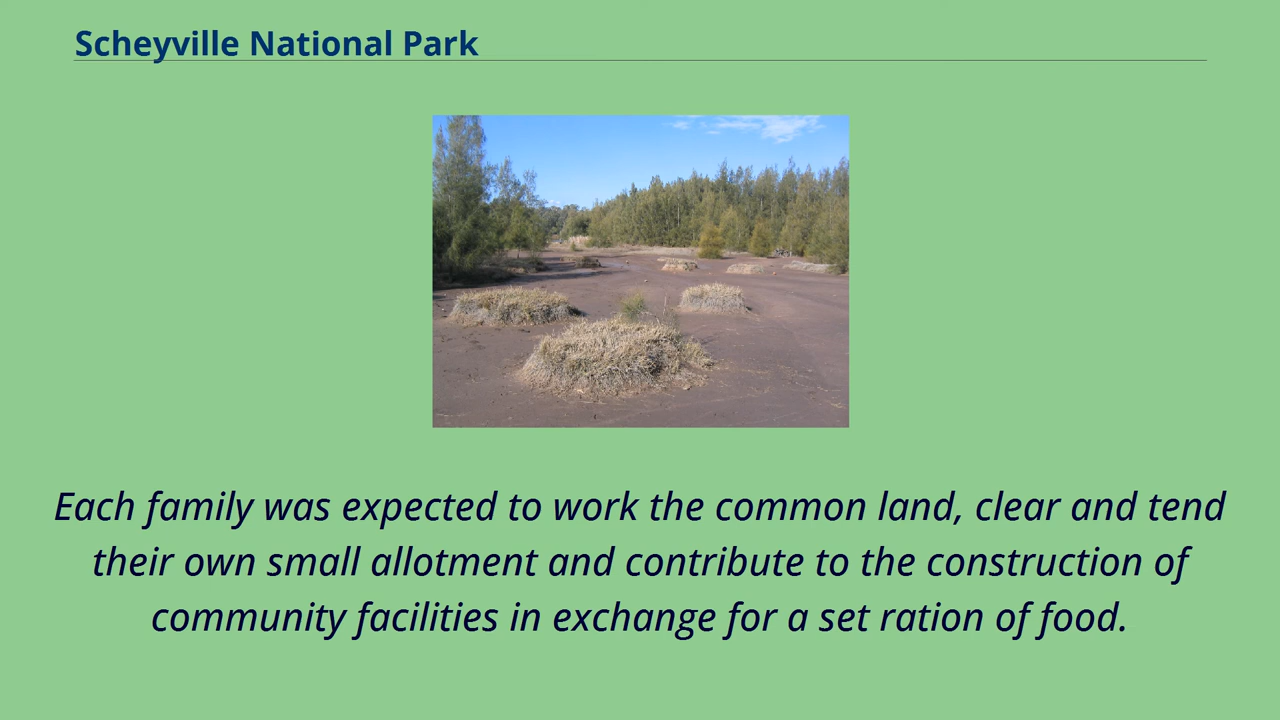 Scheyville National Park
Each family was expected to work the common land, clear and tend
their own small allotment and contribute to the construction of
community facilities in exchange for a set ration of food.